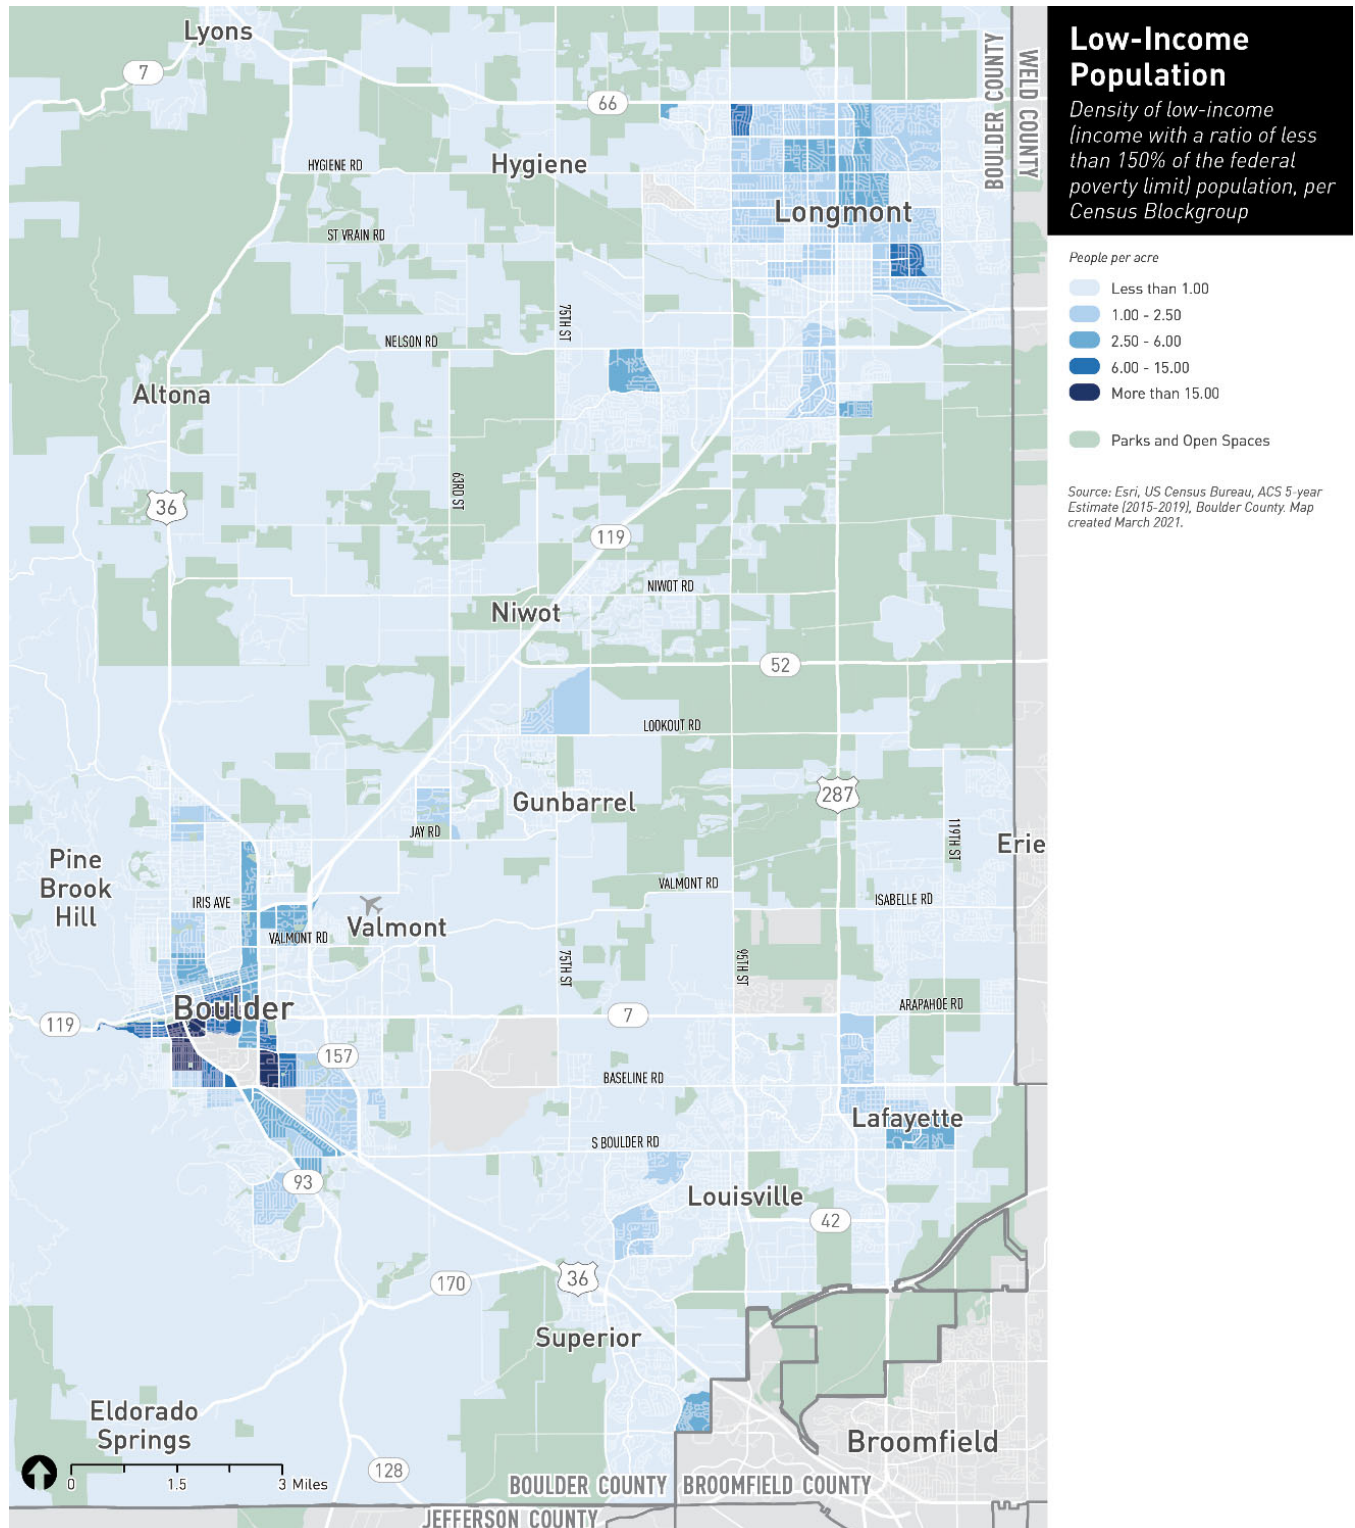 Low-Income
Population
Density of low-income
(income with a ratio of less
than 150% of the federal
poverty limit) population, per
Census Blockgroup
People per acre
Less than 1.00
1.00 - 2.50
2.50 - 6.00
6.00 - 15.00
More than 15.00
Parks and Open Spaces
Source: Esri, US Census Bureau, ACS 5-year
Estimate (2015-2019), Boulder County. Map
created March 2021.
Lyons
7
66
BOULDER COUNTY
WELD COUNTY
HYGIENE RD
Hygiene
Longmont
ST VRAIN RD
75TH ST
NELSON RD
Altona
63RD ST
36
119
NIWOT RD
Niwot
52
LOOKOUT RD
Gunbarrel
287
JAY RD
119TH ST
Erie
Pine
Brook
Hill
VALMONT RD
IRIS AVE
ISABELLE RD
Valmont
VALMONT RD
75TH ST
95TH ST
Boulder
ARAPAHOE RD
119
7
157
BASELINE RD
Lafayette
S BOULDER RD
93
Louisville
42
170
36
Superior
Eldorado
Springs
Broomfield
128
0
1.5
3 Miles
BOULDER COUNTY
BROOMFIELD COUNTY
JEFFERSON COUNTY